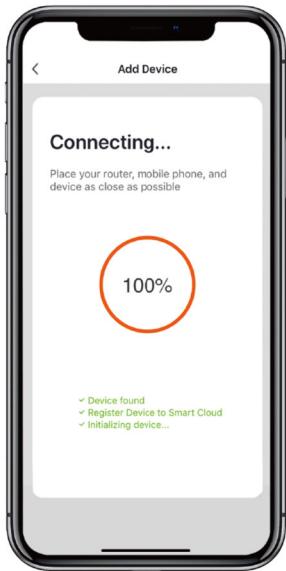 Add Device
Connecting...
Place your router, mobile phone, and
device as close as possible
100%
Device found
Register Device to Smart Cloud
Initializing device...